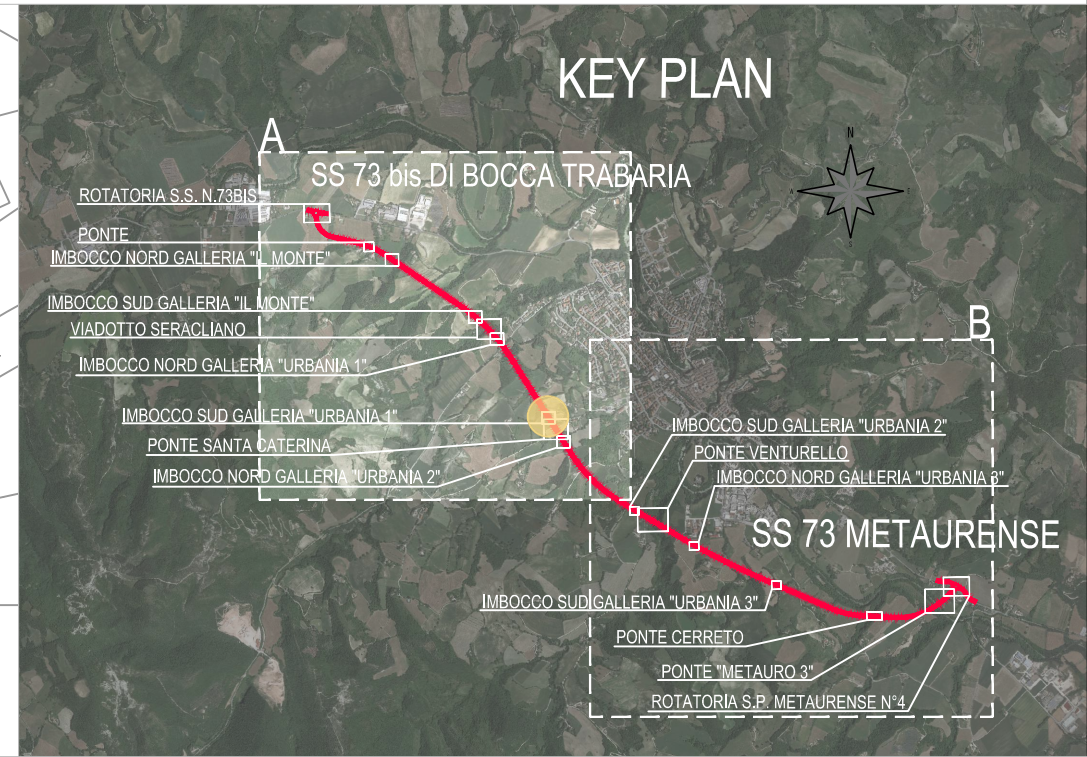 KEY PLAN
N
W
E
S
A
SS 73 bis DI BOCCA TRABARIA
ROTATORIA S.S. N.73BIS
PONTE
IMBOCCO NORD GALLERIA "IL MONTE"
IMBOCCO SUD GALLERIA "IL MONTE"
VIADOTTO SERACLIANO
IMBOCCO NORD GALLERIA "URBANIA 1"
IMBOCCO SUD GALLERIA "URBANIA 1"
PONTE SANTA CATERINA
IMBOCCO NORD GALLERIA "URBANIA 2"
B
IMBOCCO SUD GALLERIA "URBANIA 2"
PONTE VENTURELLO
IMBOCCO NORD GALLERIA "URBANIA 3"
SS 73 METAURENSE
IMBOCCO SUD GALLERIA "URBANIA 3"
PONTE CERRETO
PONTE "METAURO 3"
ROTATORIA S.P. METAURENSE N°4